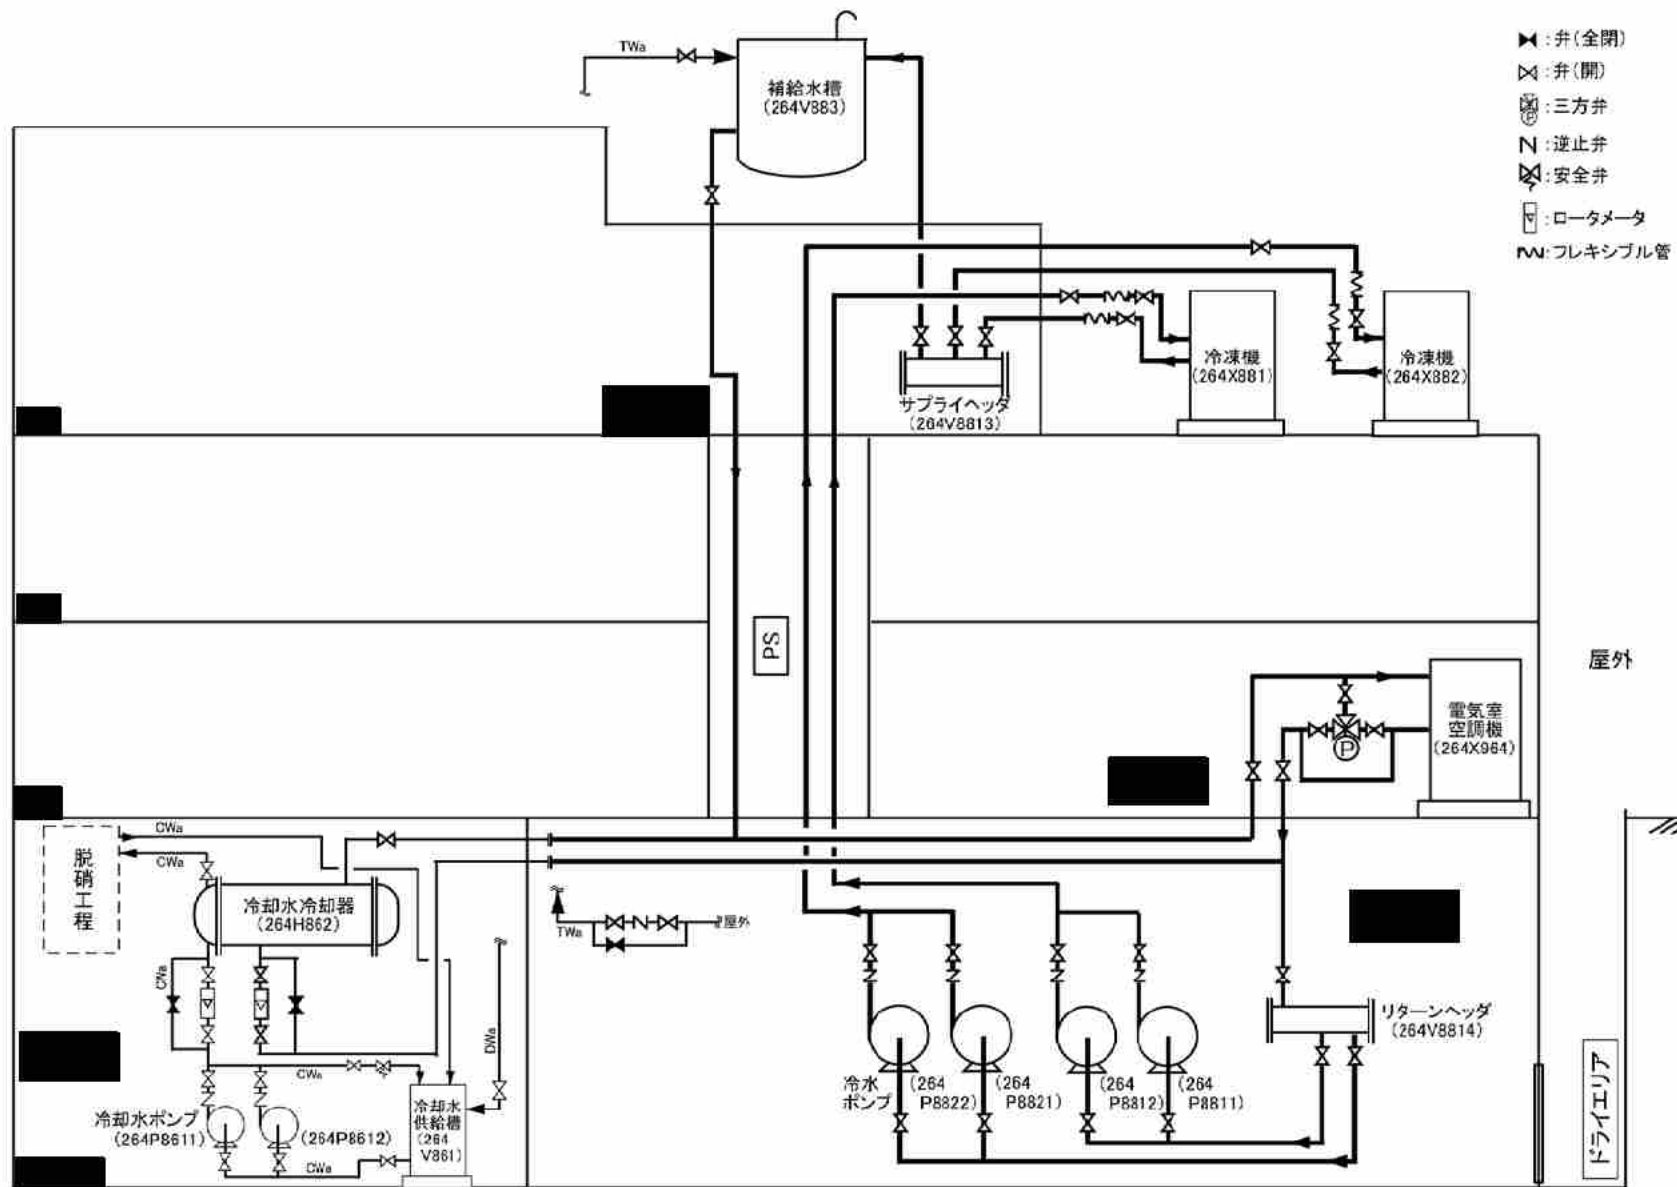 TWa
補給水槽
(264V883)
:弁(全閉)
:弁(開)
P
:三方弁
:逆止弁
:安全弁
:ロータメータ
:フレキシブル管
冷凍機
(264X881)
冷凍機
(264X882)
サプライヘッダ
(264V8813)
PS
屋外
電気室
空調機
(264X964)
P
CWa
CWa
脱硝工程
冷却水冷却器
(264H862)
CWa
TWa
屋外
DWa
リターンヘッダ
(264V8814)
CWa
冷却水ポンプ
(264P8611)
(264P8612)
冷却水
供給槽
(264
V861)
CWa
冷水
ポンプ
(264
P8822)
(264
P8821)
(264
P8812)
(264
P8811)
ドライエリア